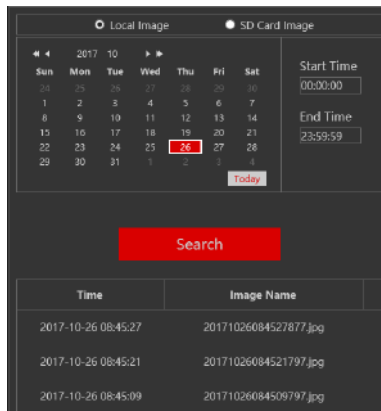 Local Image SD Card Image
2017 10
Sun Mon Tue Wed Thu Fri Sat
24 25 26 27 28 29 30
1 2 3 4 5 6 7
8 9 10 11 12 13 14
15 16 17 18 19 20 21
22 23 24 25 26 27 28
29 30 31 1 2 3 4
Today
Start Time
00:00:00
End Time
23:59:59
Search
Time Image Name
2017-10-26 08:45:27 20171026084527877.jpg
2017-10-26 08:45:21 20171026084521797.jpg
2017-10-26 08:45:09 20171026084509797.jpg